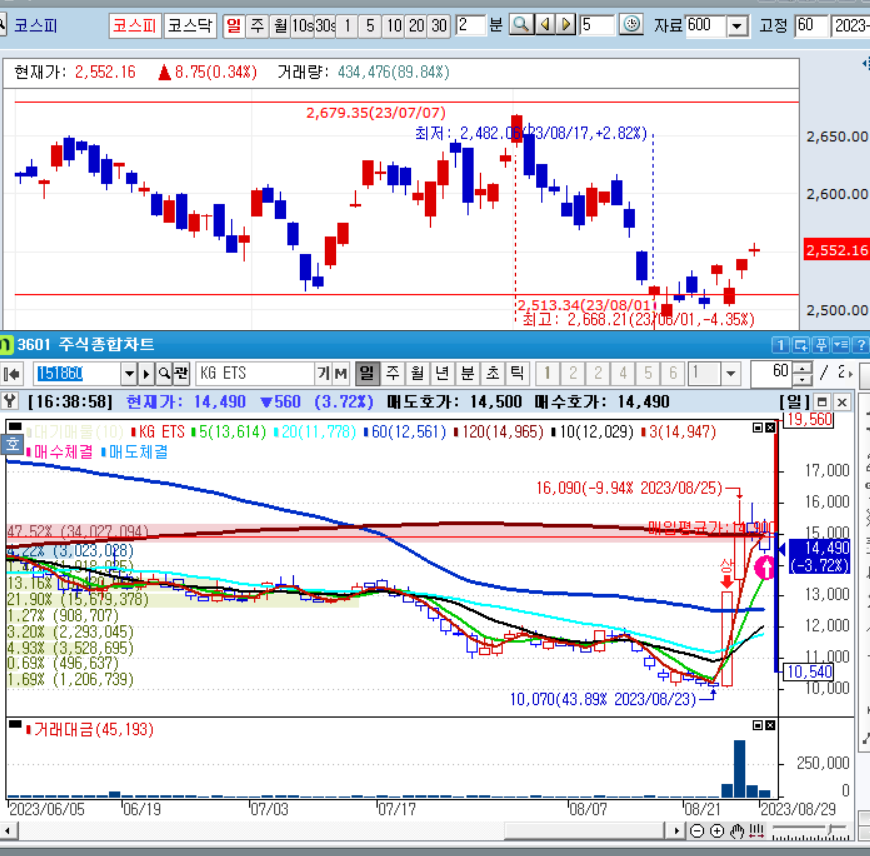 코스피 코스피 코스닥 일 주 월 10s 30s 1 5 10 20 30 2 분 5 자료 600 고정 60 2023-
현재가: 2,552.16 ▲ 8.75(0.34%) 거래량: 434,476(89.84%)
2,679.35(23/07/07)
최저: 2,482.06(23/08/17,+2.82%)
2,650.00
2,600.00
2,552.16
2,513.34(23/08/01)
2,500.00
최고: 2,668.21(23/08/01,-4.35%)
3601 주식종합차트 1 ?
151860 관 KG ETS 기 M 일 주 월 년 분 초 틱 1 2 2 4 5 6 1 60 / 2
[16:38:58] 현재가: 14,490 ▼560 (3.72%) 매도호가: 14,500 매수호가: 14,490 [일]
대기매물(10) KG ETS 5(13,614) 20(11,778) 60(12,561) 120(14,965) 10(12,029) 3(14,947)
19,560
호 매수체결 매도체결
17,000
16,090(-9.94% 2023/08/25)
16,000
매입평균가:
15,000
47.52% (34,027,094)
14,490
4.22% (3,023,028)
(-3.72%)
상
21.90% (15,679,378)
13,000
1.27% (908,707)
3.20% (2,293,045)
12,000
4.93% (3,528,695)
0.69% (496,637)
11,000
1.69% (1,206,739)
10,540
10,000
10,070(43.89% 2023/08/23)
거래대금(45,193)
250,000
0
2023/06/05 06/19 07/03 07/17 08/07 08/21 2023/08/29